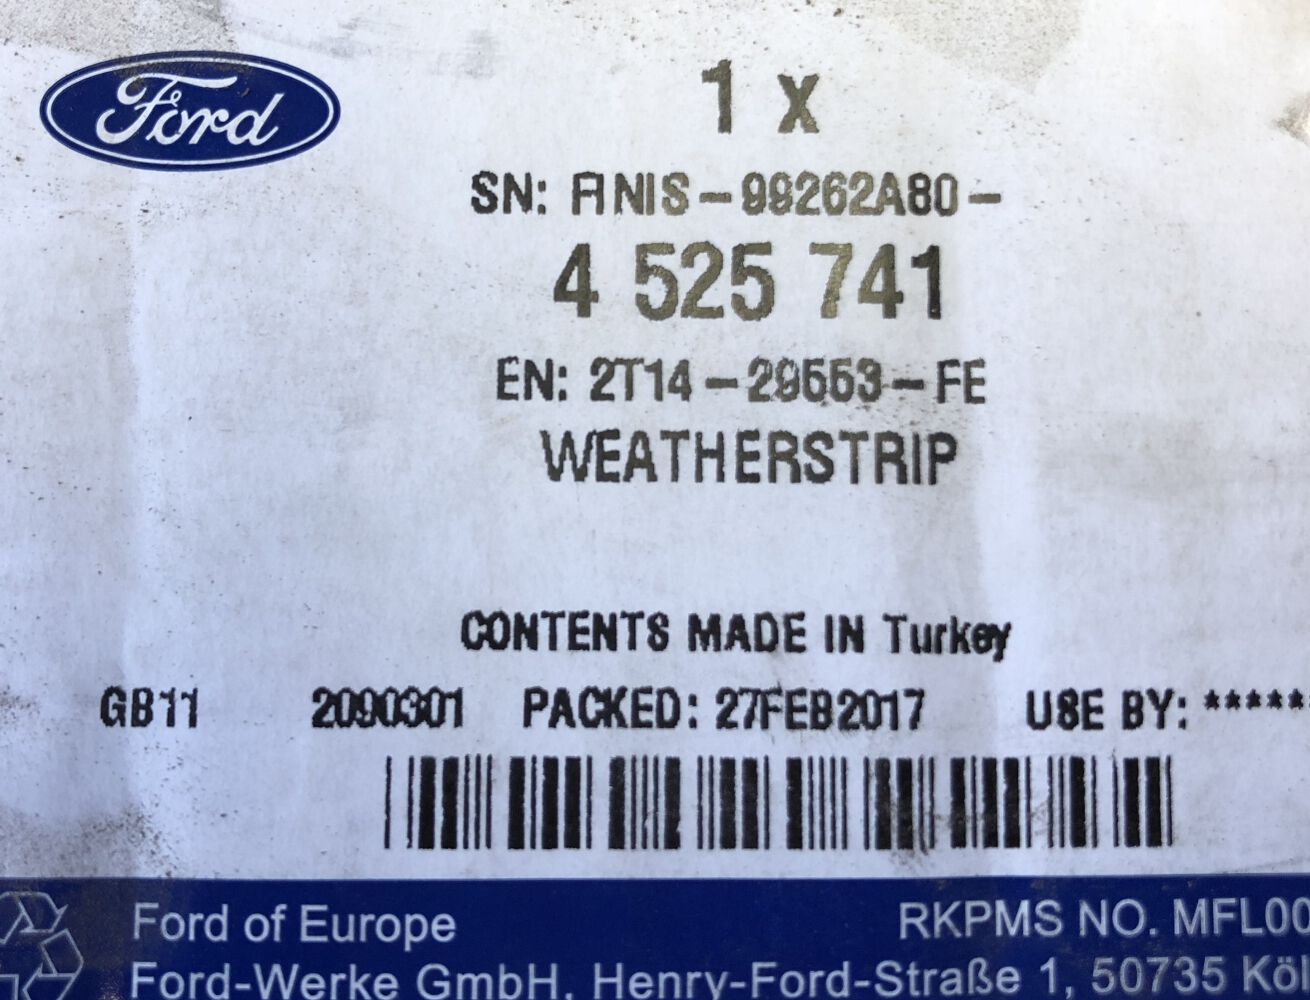 Ford
1 x
SN: FINIS-99262A80-
4 525 741
EN: 2T14-29553-FE
WEATHERSTRIP
CONTENTS MADE IN Turkey
GB11 2090301 PACKED: 27FEB2017 USE BY: ******
Ford of Europe RKPMS NO. MFL00
Ford-Werke GmbH, Henry-Ford-Straße 1, 50735 Köl